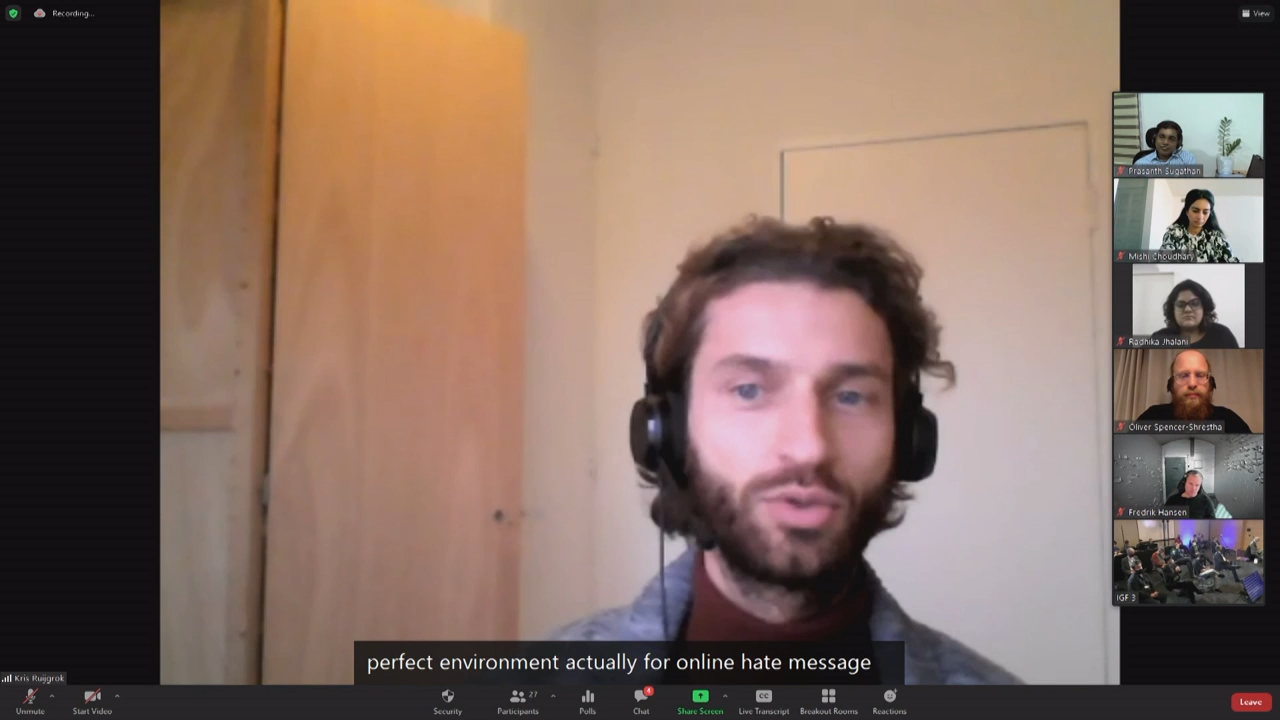 Recording...
View
Prasanth Sugathan
Mishi Choudhary
Radhika Jhalani
Oliver Spencer-Shrestha
Fredrik Hansen
IGF 3
perfect environment actually for online hate message
Kris Ruijgrok
Unmute
Start Video
Security
Participants
27
Polls
Chat
4
Share Screen
CC
Live Transcript
Breakout Rooms
Reactions
Leave